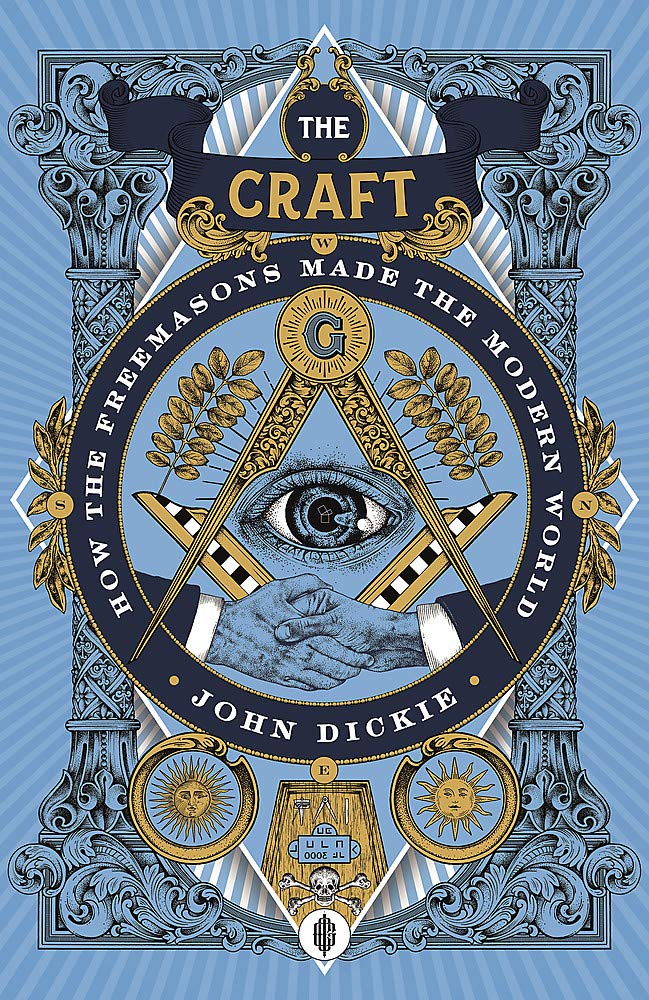 THE
CRAFT
W
HOW THE FREEMASONS MADE THE MODERN WORLD
G
S
N
JOHN DICKIE
E